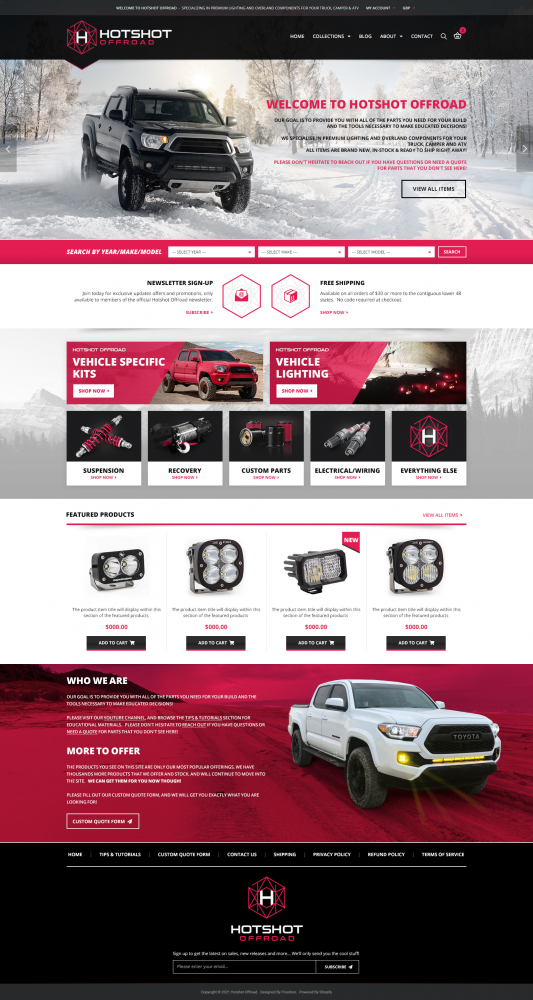 WELCOME TO HOTSHOT OFFROAD - SPECIALIZING IN PREMIUM LIGHTING AND OVERLAND COMPONENTS FOR YOUR TRUCK, CAMPER & ATV
MY ACCOUNT
GBP
HOTSHOT
OFFROAD
HOME
COLLECTIONS
BLOG
ABOUT
CONTACT
WELCOME TO HOTSHOT OFFROAD
OUR GOAL IS TO PROVIDE YOU WITH ALL OF THE PARTS YOU NEED FOR YOUR BUILD
AND THE TOOLS NECESSARY TO MAKE EDUCATED DECISIONS!
WE SPECIALISE IN PREMIUM LIGHTING AND OVERLAND COMPONENTS FOR YOUR
TRUCK, CAMPER AND ATV
ALL ITEMS ARE BRAND NEW, IN-STOCK & READY TO SHIP RIGHT AWAY!
PLEASE DON'T HESITATE TO REACH OUT IF YOU HAVE QUESTIONS OR NEED A QUOTE
FOR PARTS THAT YOU DON'T SEE HERE!
VIEW ALL ITEMS
SEARCH BY YEAR/MAKE/MODEL
--- SELECT YEAR ---
--- SELECT MAKE ---
--- SELECT MODEL ---
SEARCH
NEWSLETTER SIGN-UP
Join today for exclusive updates offers and promotions, only
available to members of the official Hotshot Offroad newsletter.
SUBSCRIBE
FREE SHIPPING
Available on all orders of $30 or more to the contiguous lower 48
states. No code required at checkout.
SHOP NOW
HOTSHOT OFFROAD
VEHICLE SPECIFIC
KITS
SHOP NOW
HOTSHOT OFFROAD
VEHICLE
LIGHTING
SHOP NOW
SUSPENSION
SHOP NOW
RECOVERY
SHOP NOW
CUSTOM PARTS
SHOP NOW
ELECTRICAL/WIRING
SHOP NOW
H
EVERYTHING ELSE
SHOP NOW
FEATURED PRODUCTS
VIEW ALL ITEMS
NEW
The product item title will display within this
section of the featured products
$000.00
ADD TO CART
The product item title will display within this
section of the featured products
$000.00
ADD TO CART
The product item title will display within this
section of the featured products
$000.00
ADD TO CART
The product item title will display within this
section of the featured products
$000.00
ADD TO CART
WHO WE ARE
OUR GOAL IS TO PROVIDE YOU WITH ALL OF THE PARTS YOU NEED FOR YOUR BUILD AND THE
TOOLS NECESSARY TO MAKE EDUCATED DECISIONS!
PLEASE VISIT OUR YOUTUBE CHANNEL, AND BROWSE THE TIPS & TUTORIALS SECTION FOR
EDUCATIONAL MATERIALS. PLEASE DON'T HESITATE TO REACH OUT IF YOU HAVE QUESTIONS OR
NEED A QUOTE FOR PARTS THAT YOU DON'T SEE HERE!
MORE TO OFFER
THE PRODUCTS YOU SEE ON THIS SITE ARE ONLY OUR MOST POPULAR OFFERINGS. WE HAVE
THOUSANDS MORE PRODUCTS THAT WE OFFER AND STOCK, AND WILL CONTINUE TO MOVE INTO
THE SITE. WE CAN GET THEM FOR YOU NOW THOUGH!
PLEASE FILL OUT OUR CUSTOM QUOTE FORM, AND WE WILL GET YOU EXACTLY WHAT YOU ARE
LOOKING FOR!
CUSTOM QUOTE FORM
TOYOTA
HOME
TIPS & TUTORIALS
CUSTOM QUOTE FORM
CONTACT US
SHIPPING
PRIVACY POLICY
REFUND POLICY
TERMS OF SERVICE
H
HOTSHOT
OFFROAD
Sign up to get the latest on sales, new releases and more... We'll only send you the cool stuff!
Please enter your email...
SUBSCRIBE
Copyright © 2021 Hotshot Offroad
Powered By Shopify